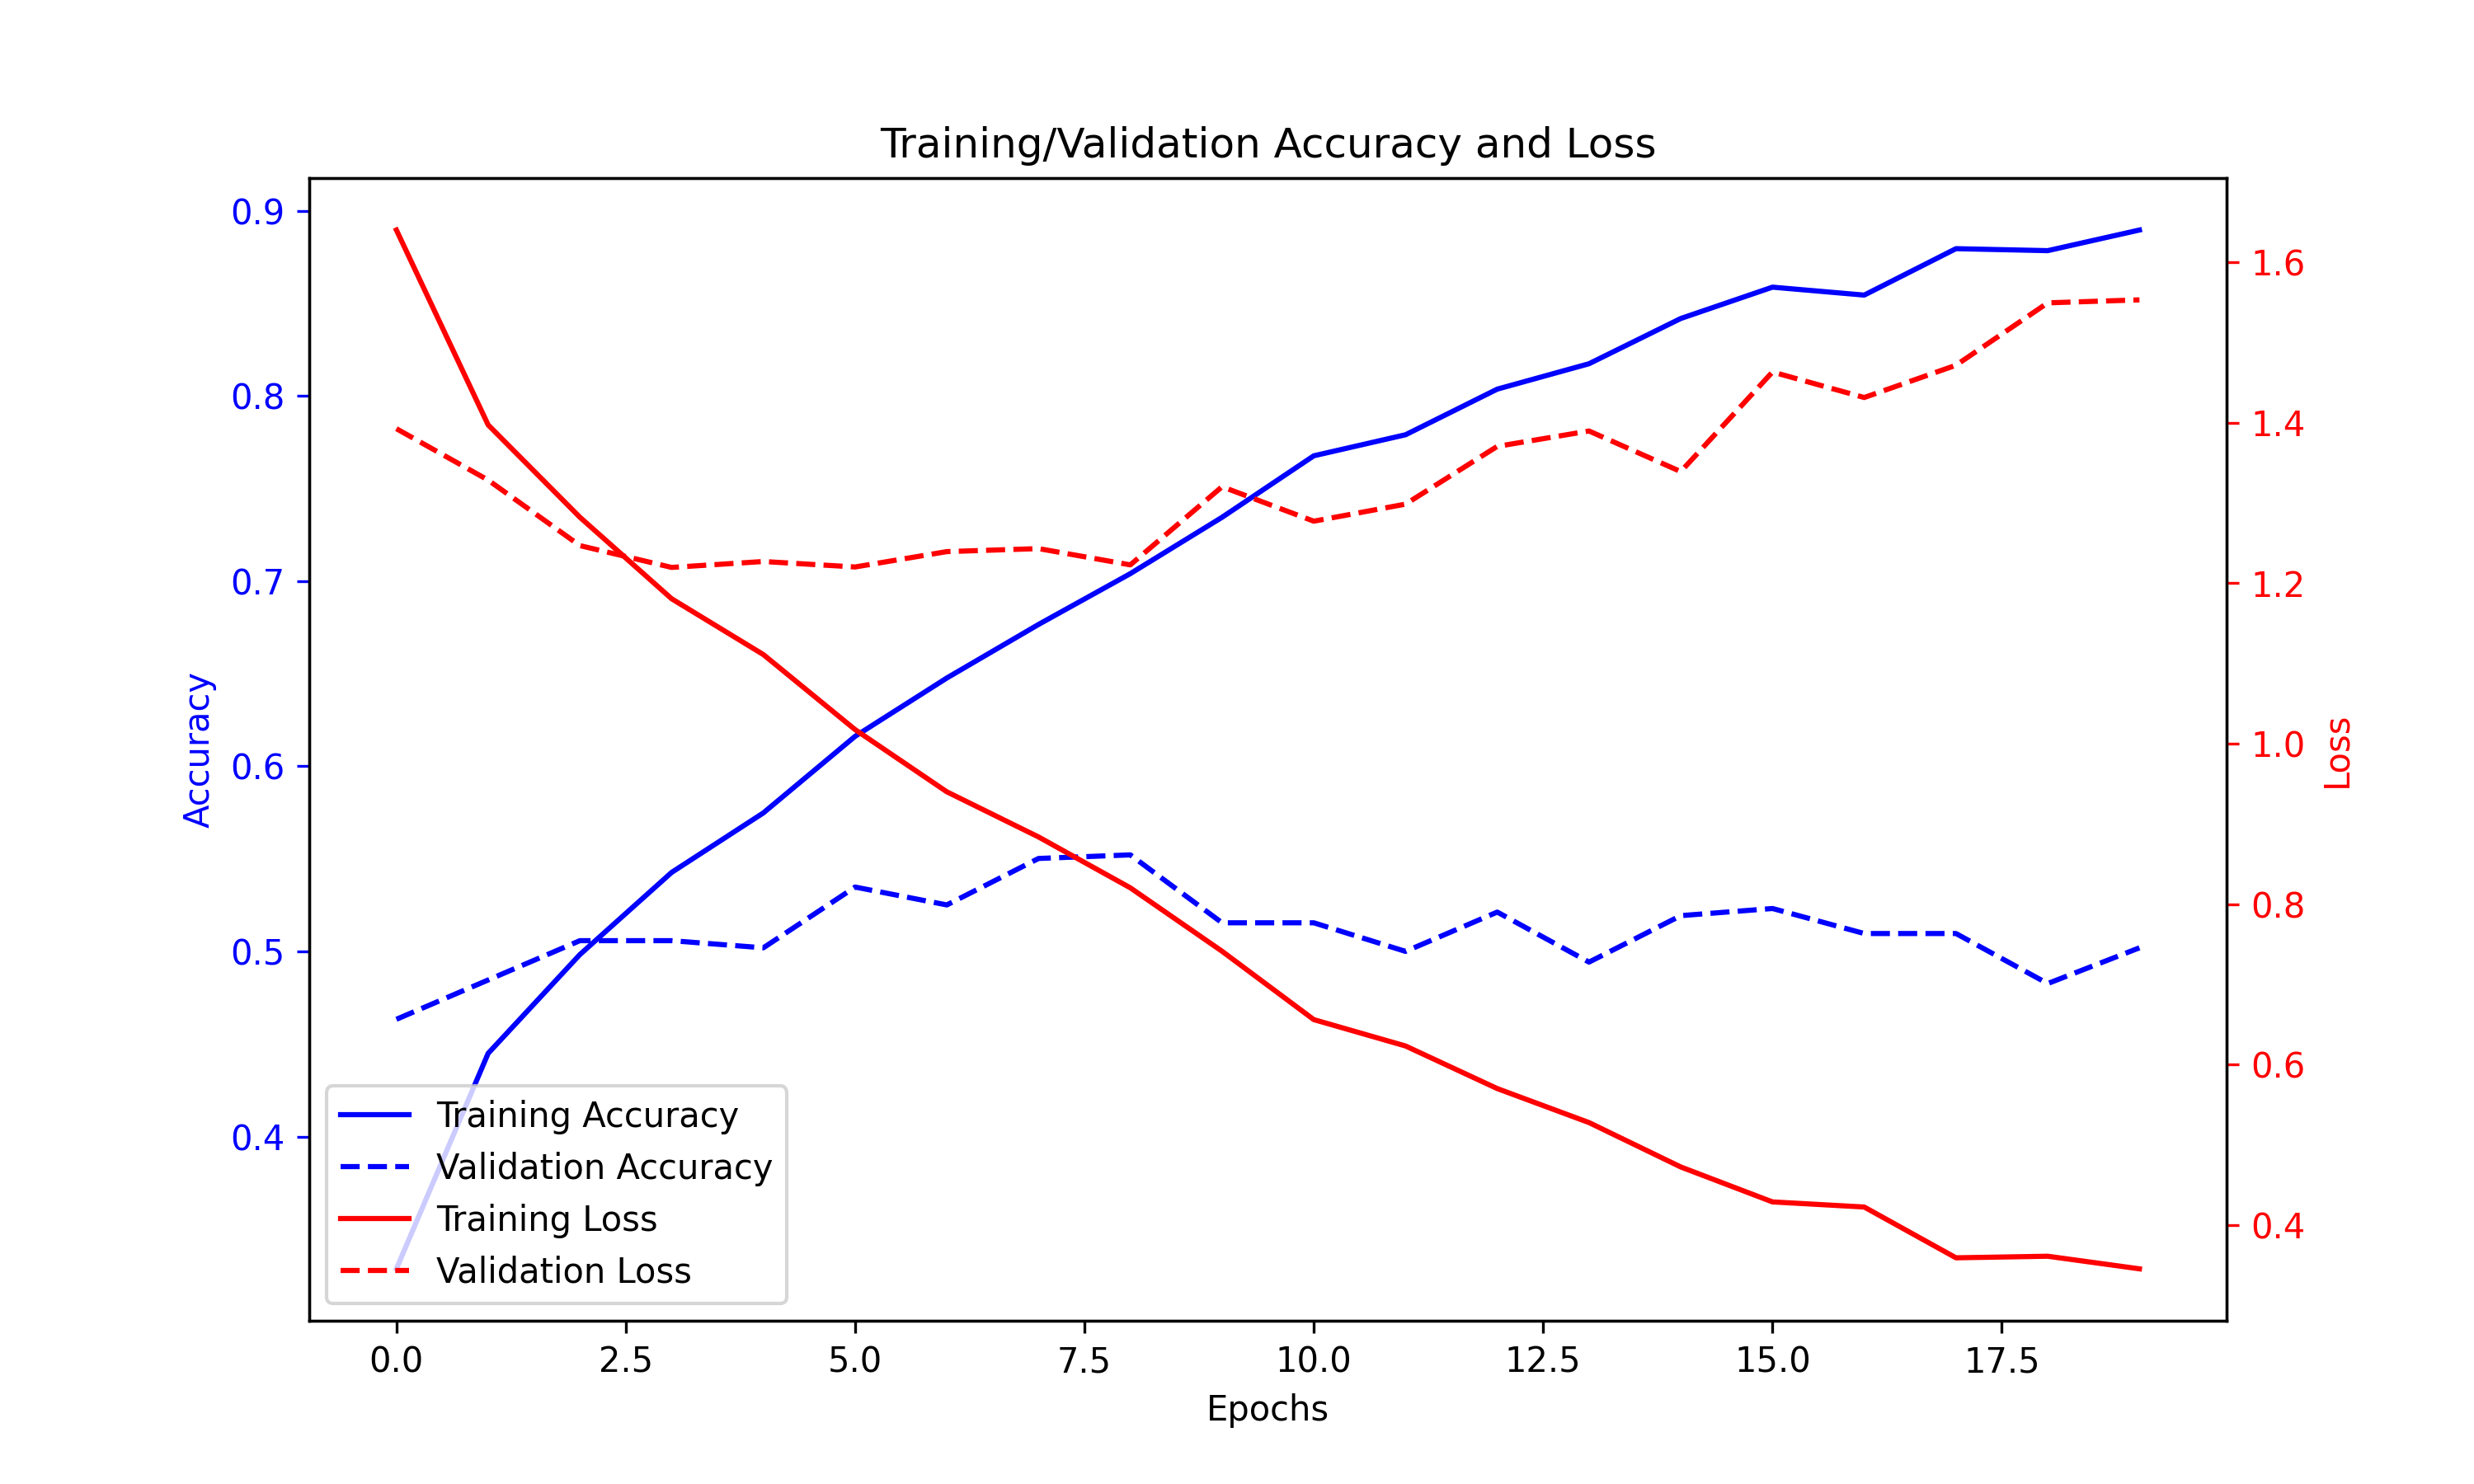 Training/Validation Accuracy and Loss
0.9
0.8
0.7
0.6
0.5
0.4
Accuracy
1.6
1.4
1.2
1.0
0.8
0.6
0.4
Loss
Training Accuracy
Validation Accuracy
Training Loss
Validation Loss
0.0 2.5 5.0 7.5 10.0 12.5 15.0 17.5
Epochs